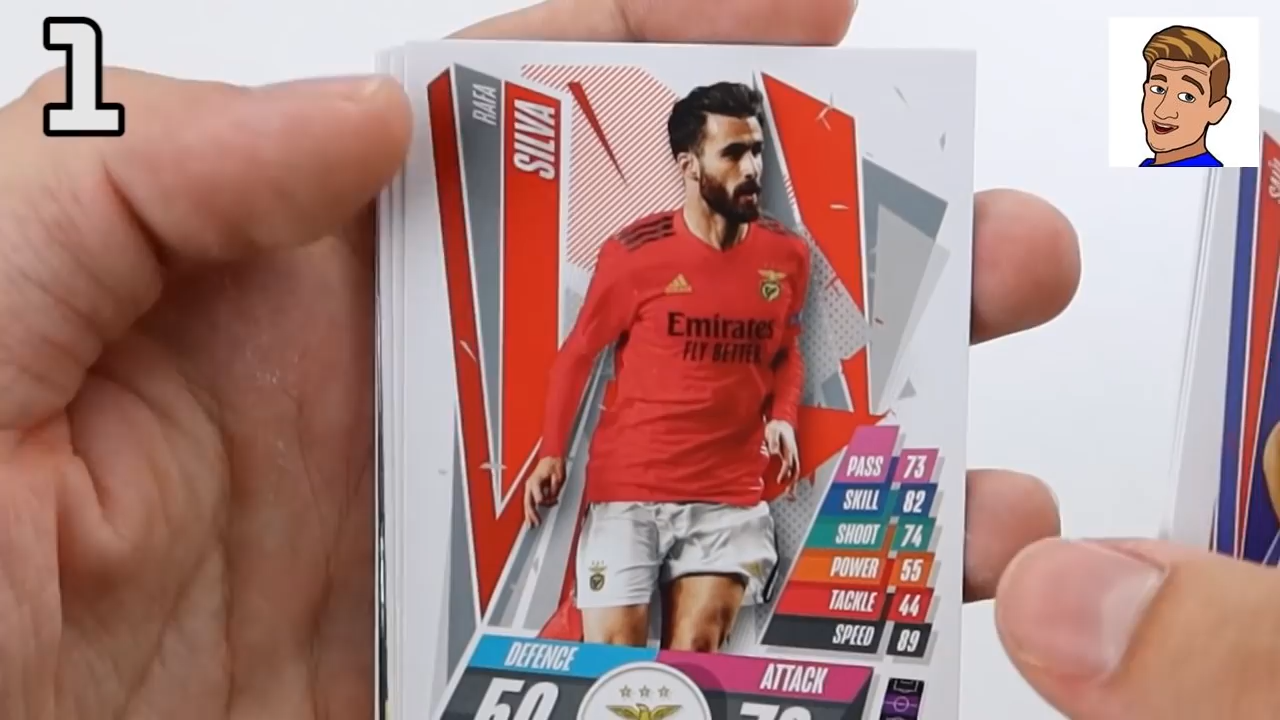 1
RAFA
SILVA
Emirates
FLY BETTER
PASS 73
SKILL 82
SHOOT 74
POWER 55
TACKLE 44
SPEED 89
DEFENCE
ATTACK